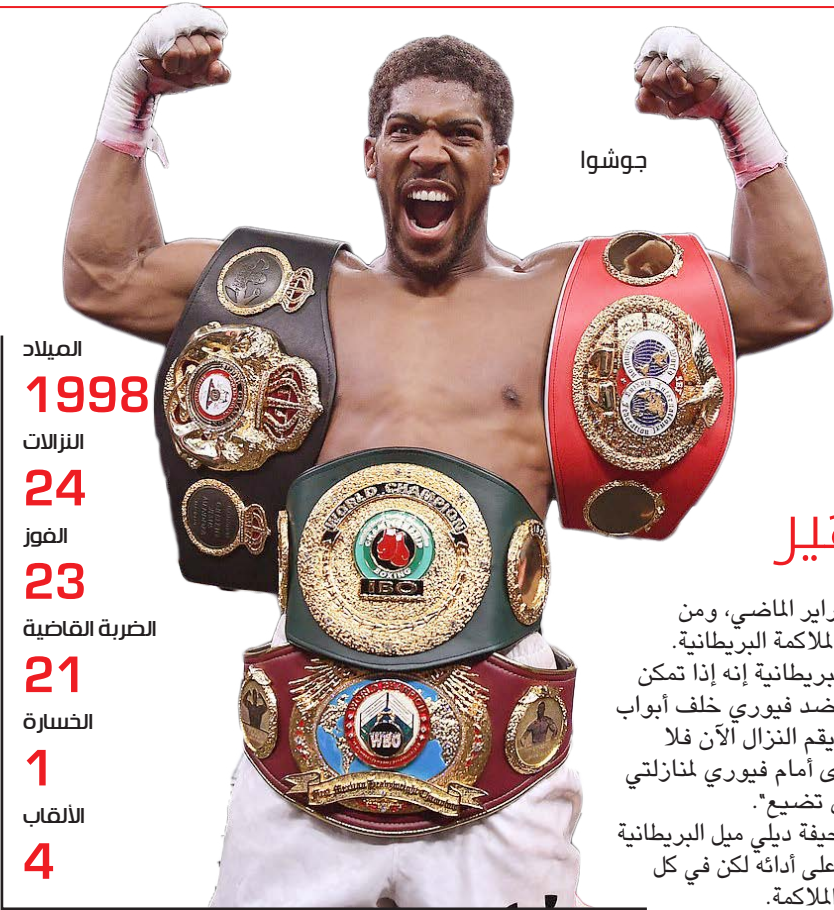 جوشوا
الميلاد
1998
النزالات
24
الفوز
23
الضربة القاضية
21
الخسارة
1
الألقاب
4
WORLD CHAMPION
BOXING
IBO
WBO
الماضي، ومن
الملاكمة البريطانية.
البريطانية إنه إذا تمكن
ضد فيوري خلف أبواب
يقم النزال الآن فلا
أمام فيوري لمنازلتي
تضيع".
ديلي ميل البريطانية
على أدائه لكن في كل
الملاكمة.